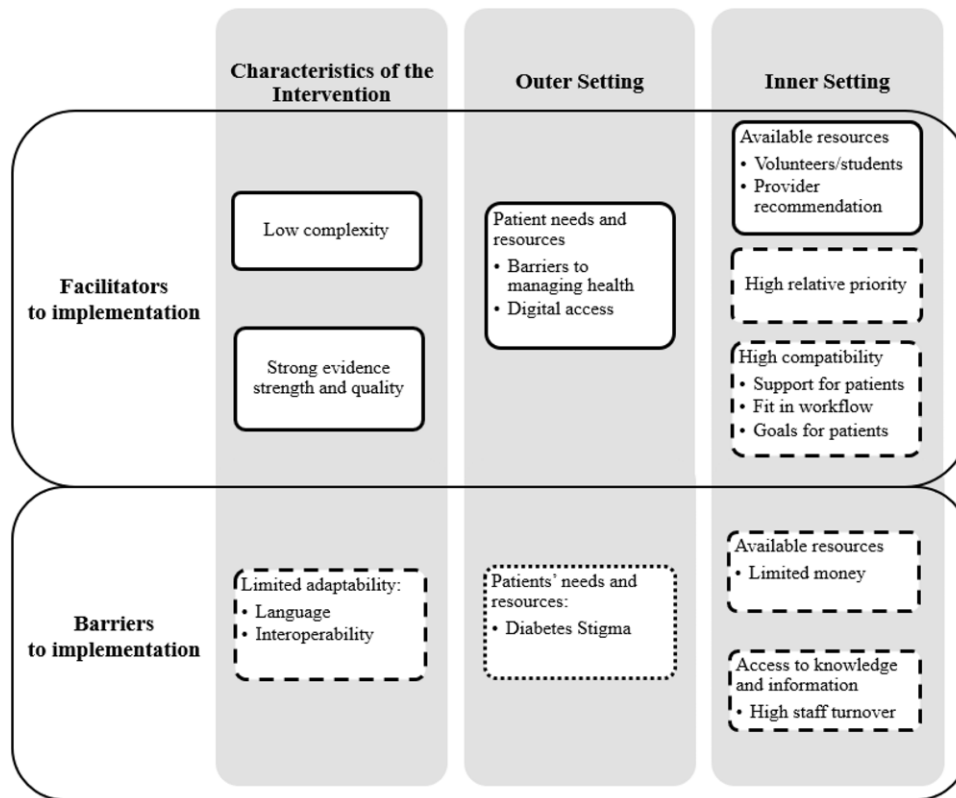 Characteristics of the
Intervention
Outer Setting
Inner Setting
Facilitators
to implementation
Low complexity
Strong evidence
strength and quality
Patient needs and
resources
• Barriers to
managing health
• Digital access
Available resources
• Volunteers/students
• Provider
recommendation
High relative priority
High compatibility
• Support for patients
• Fit in workflow
• Goals for patients
Barriers
to implementation
Limited adaptability:
• Language
• Interoperability
Patients’ needs and
resources:
• Diabetes Stigma
Available resources
• Limited money
Access to knowledge
and information
• High staff turnover